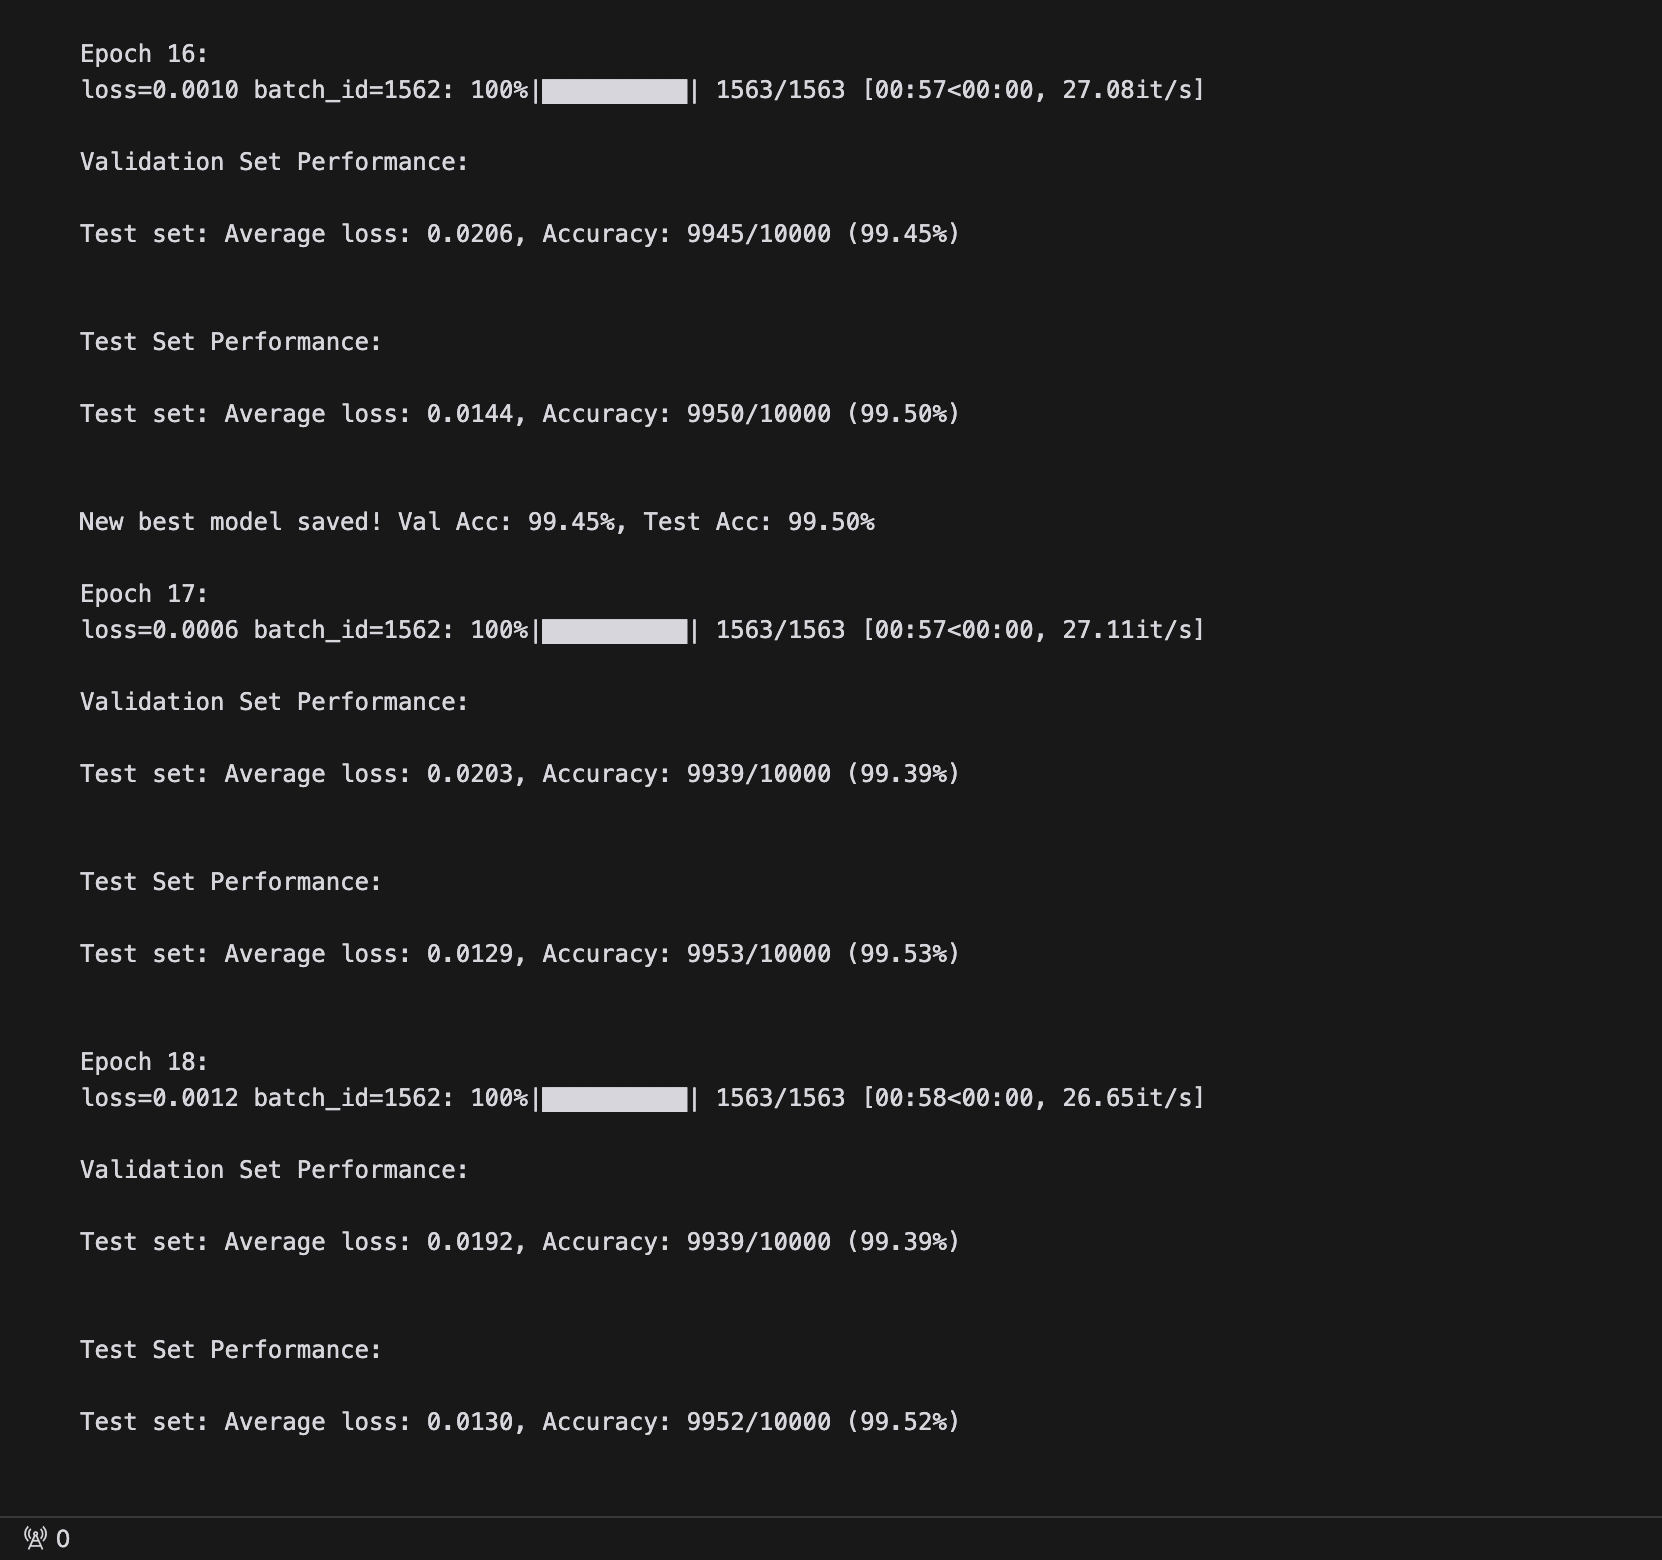 Epoch 16:
loss=0.0010 batch_id=1562: 100%|██████████| 1563/1563 [00:57<00:00, 27.08it/s]
Validation Set Performance:
Test set: Average loss: 0.0206, Accuracy: 9945/10000 (99.45%)
Test Set Performance:
Test set: Average loss: 0.0144, Accuracy: 9950/10000 (99.50%)
New best model saved! Val Acc: 99.45%, Test Acc: 99.50%
Epoch 17:
loss=0.0006 batch_id=1562: 100%|██████████| 1563/1563 [00:57<00:00, 27.11it/s]
Validation Set Performance:
Test set: Average loss: 0.0203, Accuracy: 9939/10000 (99.39%)
Test Set Performance:
Test set: Average loss: 0.0129, Accuracy: 9953/10000 (99.53%)
Epoch 18:
loss=0.0012 batch_id=1562: 100%|██████████| 1563/1563 [00:58<00:00, 26.65it/s]
Validation Set Performance:
Test set: Average loss: 0.0192, Accuracy: 9939/10000 (99.39%)
Test Set Performance:
Test set: Average loss: 0.0130, Accuracy: 9952/10000 (99.52%)
0